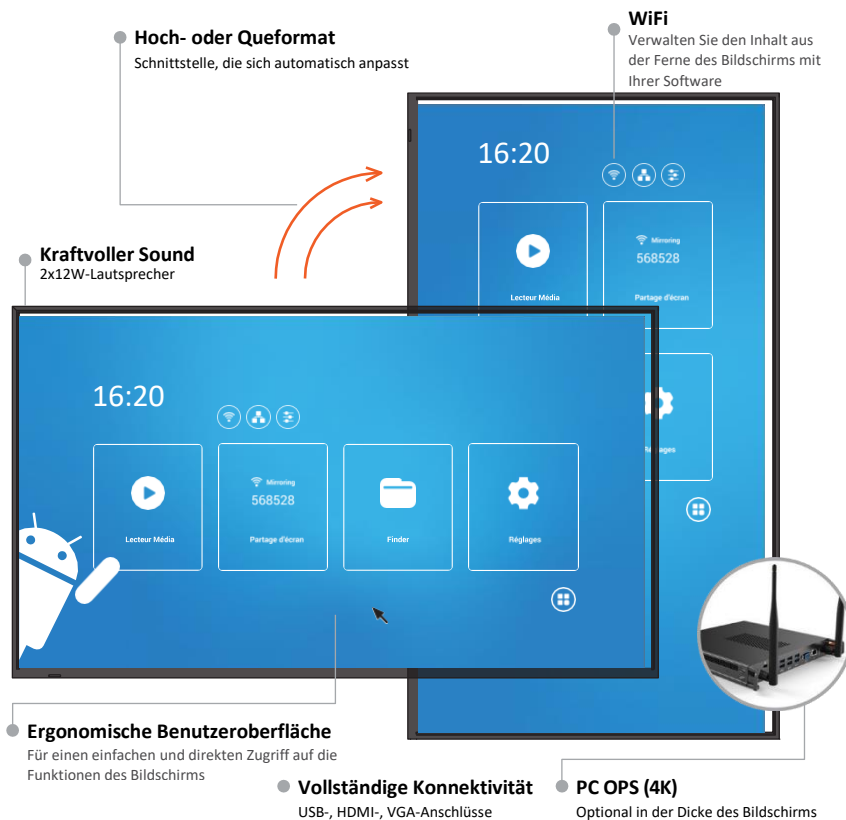 Hoch- oder Queformat
Schnittstelle, die sich automatisch anpasst
WiFi
Verwalten Sie den Inhalt aus
der Ferne des Bildschirms mit
Ihrer Software
16:20
Mirroring
568528
Lecteur Média
Partage d'écran
Kraftvoller Sound
2x12W-Lautsprecher
16:20
Mirroring
568528
Lecteur Média
Partage d'écran
Finder
Réglages
Ergonomische Benutzeroberfläche
Für einen einfachen und direkten Zugriff auf die
Funktionen des Bildschirms
Vollständige Konnektivität
USB-, HDMI-, VGA-Anschlüsse
PC OPS (4K)
Optional in der Dicke des Bildschirms